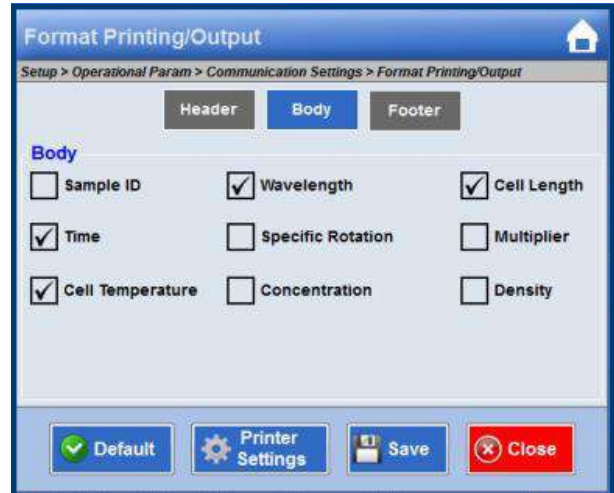 Format Printing/Output
Setup > Operational Param > Communication Settings > Format Printing/Output
Header Body Footer
Body
Sample ID Wavelength Cell Length
Time Specific Rotation Multiplier
Cell Temperature Concentration Density
Default Printer Settings Save Close